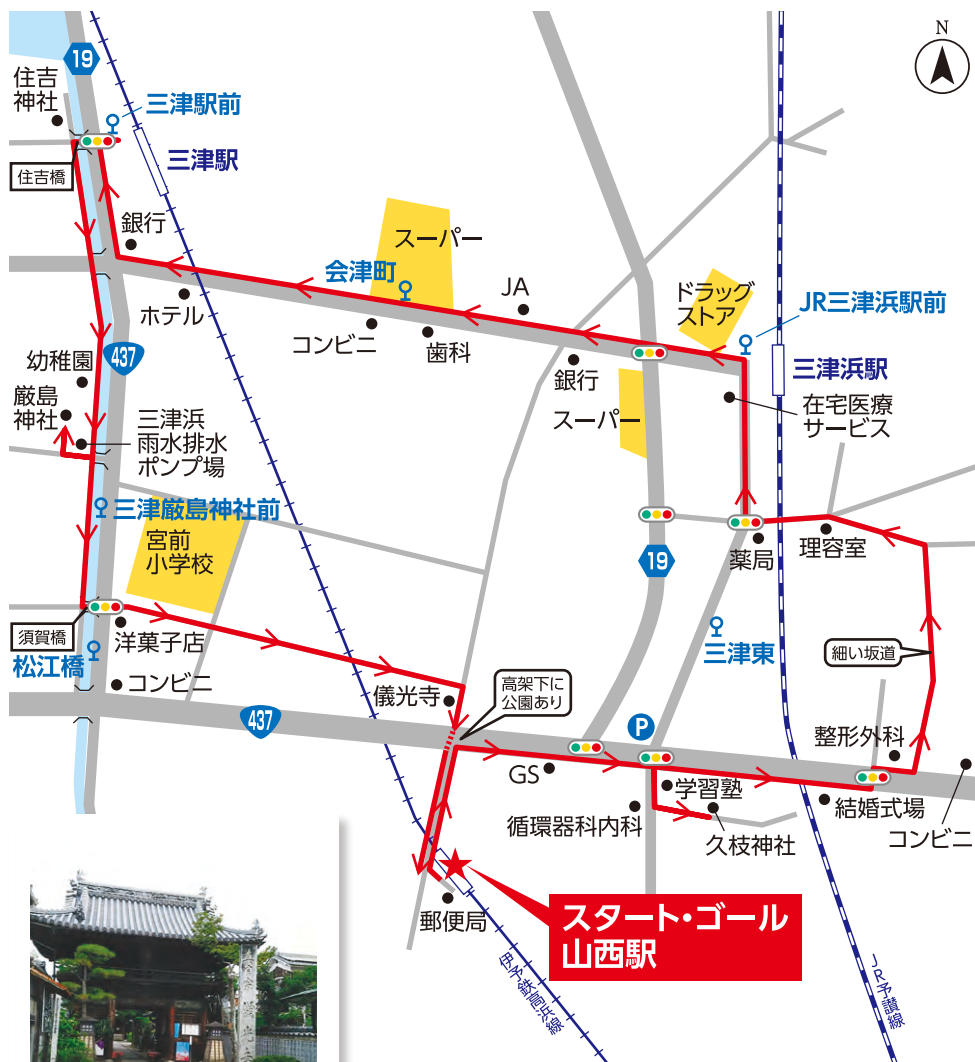 N
19
住吉
神社
三津駅前
三津駅
住吉橋
銀行
スーパー
会津町
ホテル
コンビニ
歯科
JA
銀行
ドラッグ
ストア
JR三津浜駅前
三津浜駅
在宅医療
サービス
スーパー
437
幼稚園
厳島
神社
三津浜
雨水排水
ポンプ場
三津厳島神社前
宮前
小学校
19
薬局
理容室
須賀橋
洋菓子店
松江橋
コンビニ
三津東
細い坂道
儀光寺
高架下に
公園あり
437
P
GS
整形外科
学習塾
循環器科内科
久枝神社
結婚式場
コンビニ
郵便局
スタート・ゴール
山西駅
伊予鉄高浜線
JR予讃線